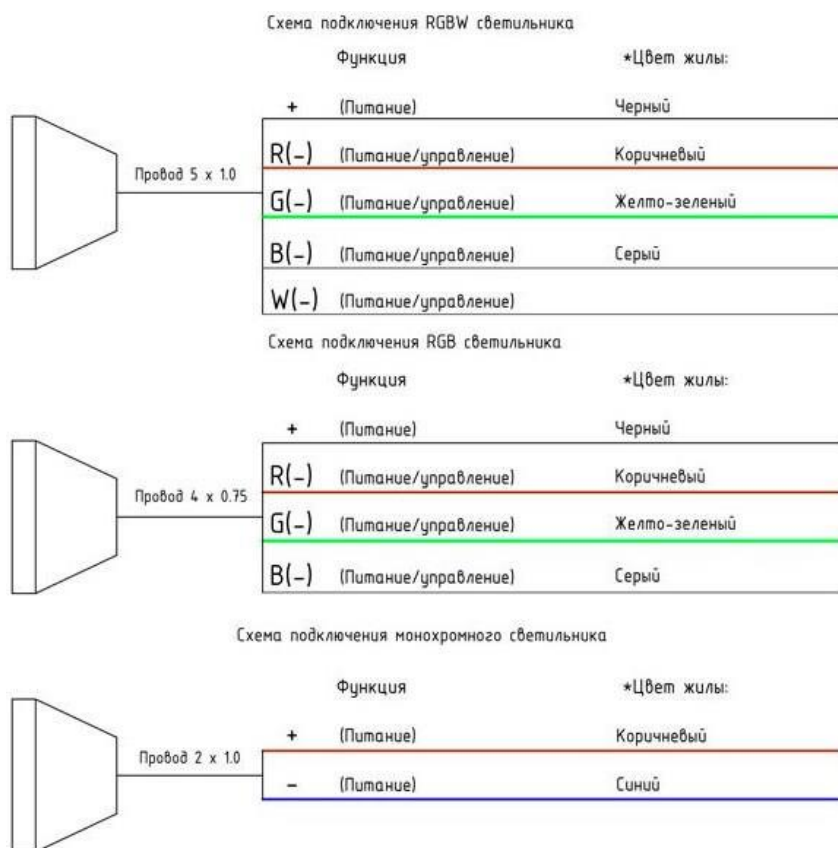 Схема подключения RGBW светильника
Функция *Цвет жилы:
+ (Питание) Черный
R(-) (Питание/управление) Коричневый
Провод 5 x 1.0
G(-) (Питание/управление) Желто-зеленый
B(-) (Питание/управление) Серый
W(-) (Питание/управление)
Схема подключения RGB светильника
Функция *Цвет жилы:
+ (Питание) Черный
R(-) (Питание/управление) Коричневый
Провод 4 x 0.75
G(-) (Питание/управление) Желто-зеленый
B(-) (Питание/управление) Серый
Схема подключения монохромного светильника
Функция *Цвет жилы:
+ (Питание) Коричневый
Провод 2 x 1.0
- (Питание) Синий